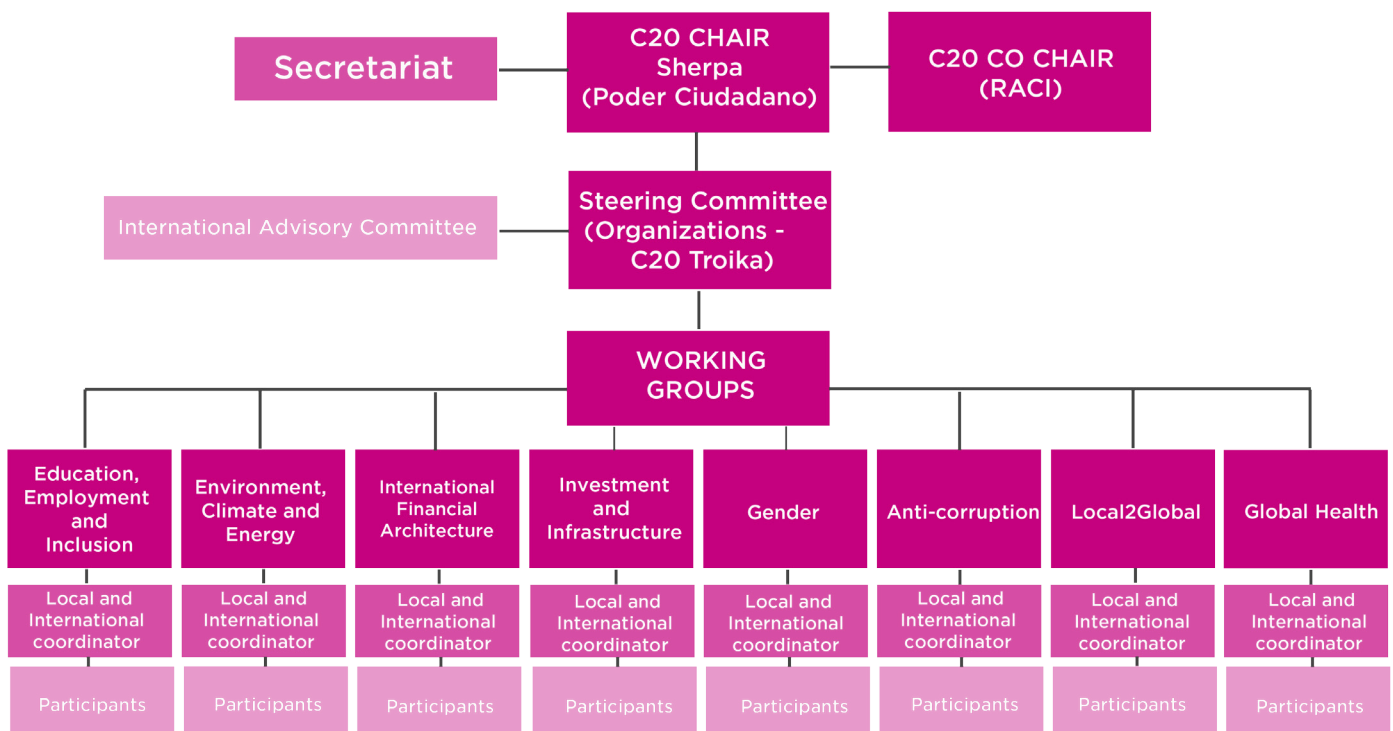 Secretariat
C20 CHAIR
Sherpa
(Poder Ciudadano)
C20 CO CHAIR
(RACI)
International Advisory Committee
Steering Committee
(Organizations -
C20 Troika)
WORKING
GROUPS
Education,
Employment
and
Inclusion
Environment,
Climate and
Energy
International
Financial
Architecture
Investment
and
Infrastructure
Gender
Anti-corruption
Local2Global
Global Health
Local and
International
coordinator
Local and
International
coordinator
Local and
International
coordinator
Local and
International
coordinator
Local and
International
coordinator
Local and
International
coordinator
Local and
International
coordinator
Local and
International
coordinator
Participants
Participants
Participants
Participants
Participants
Participants
Participants
Participants